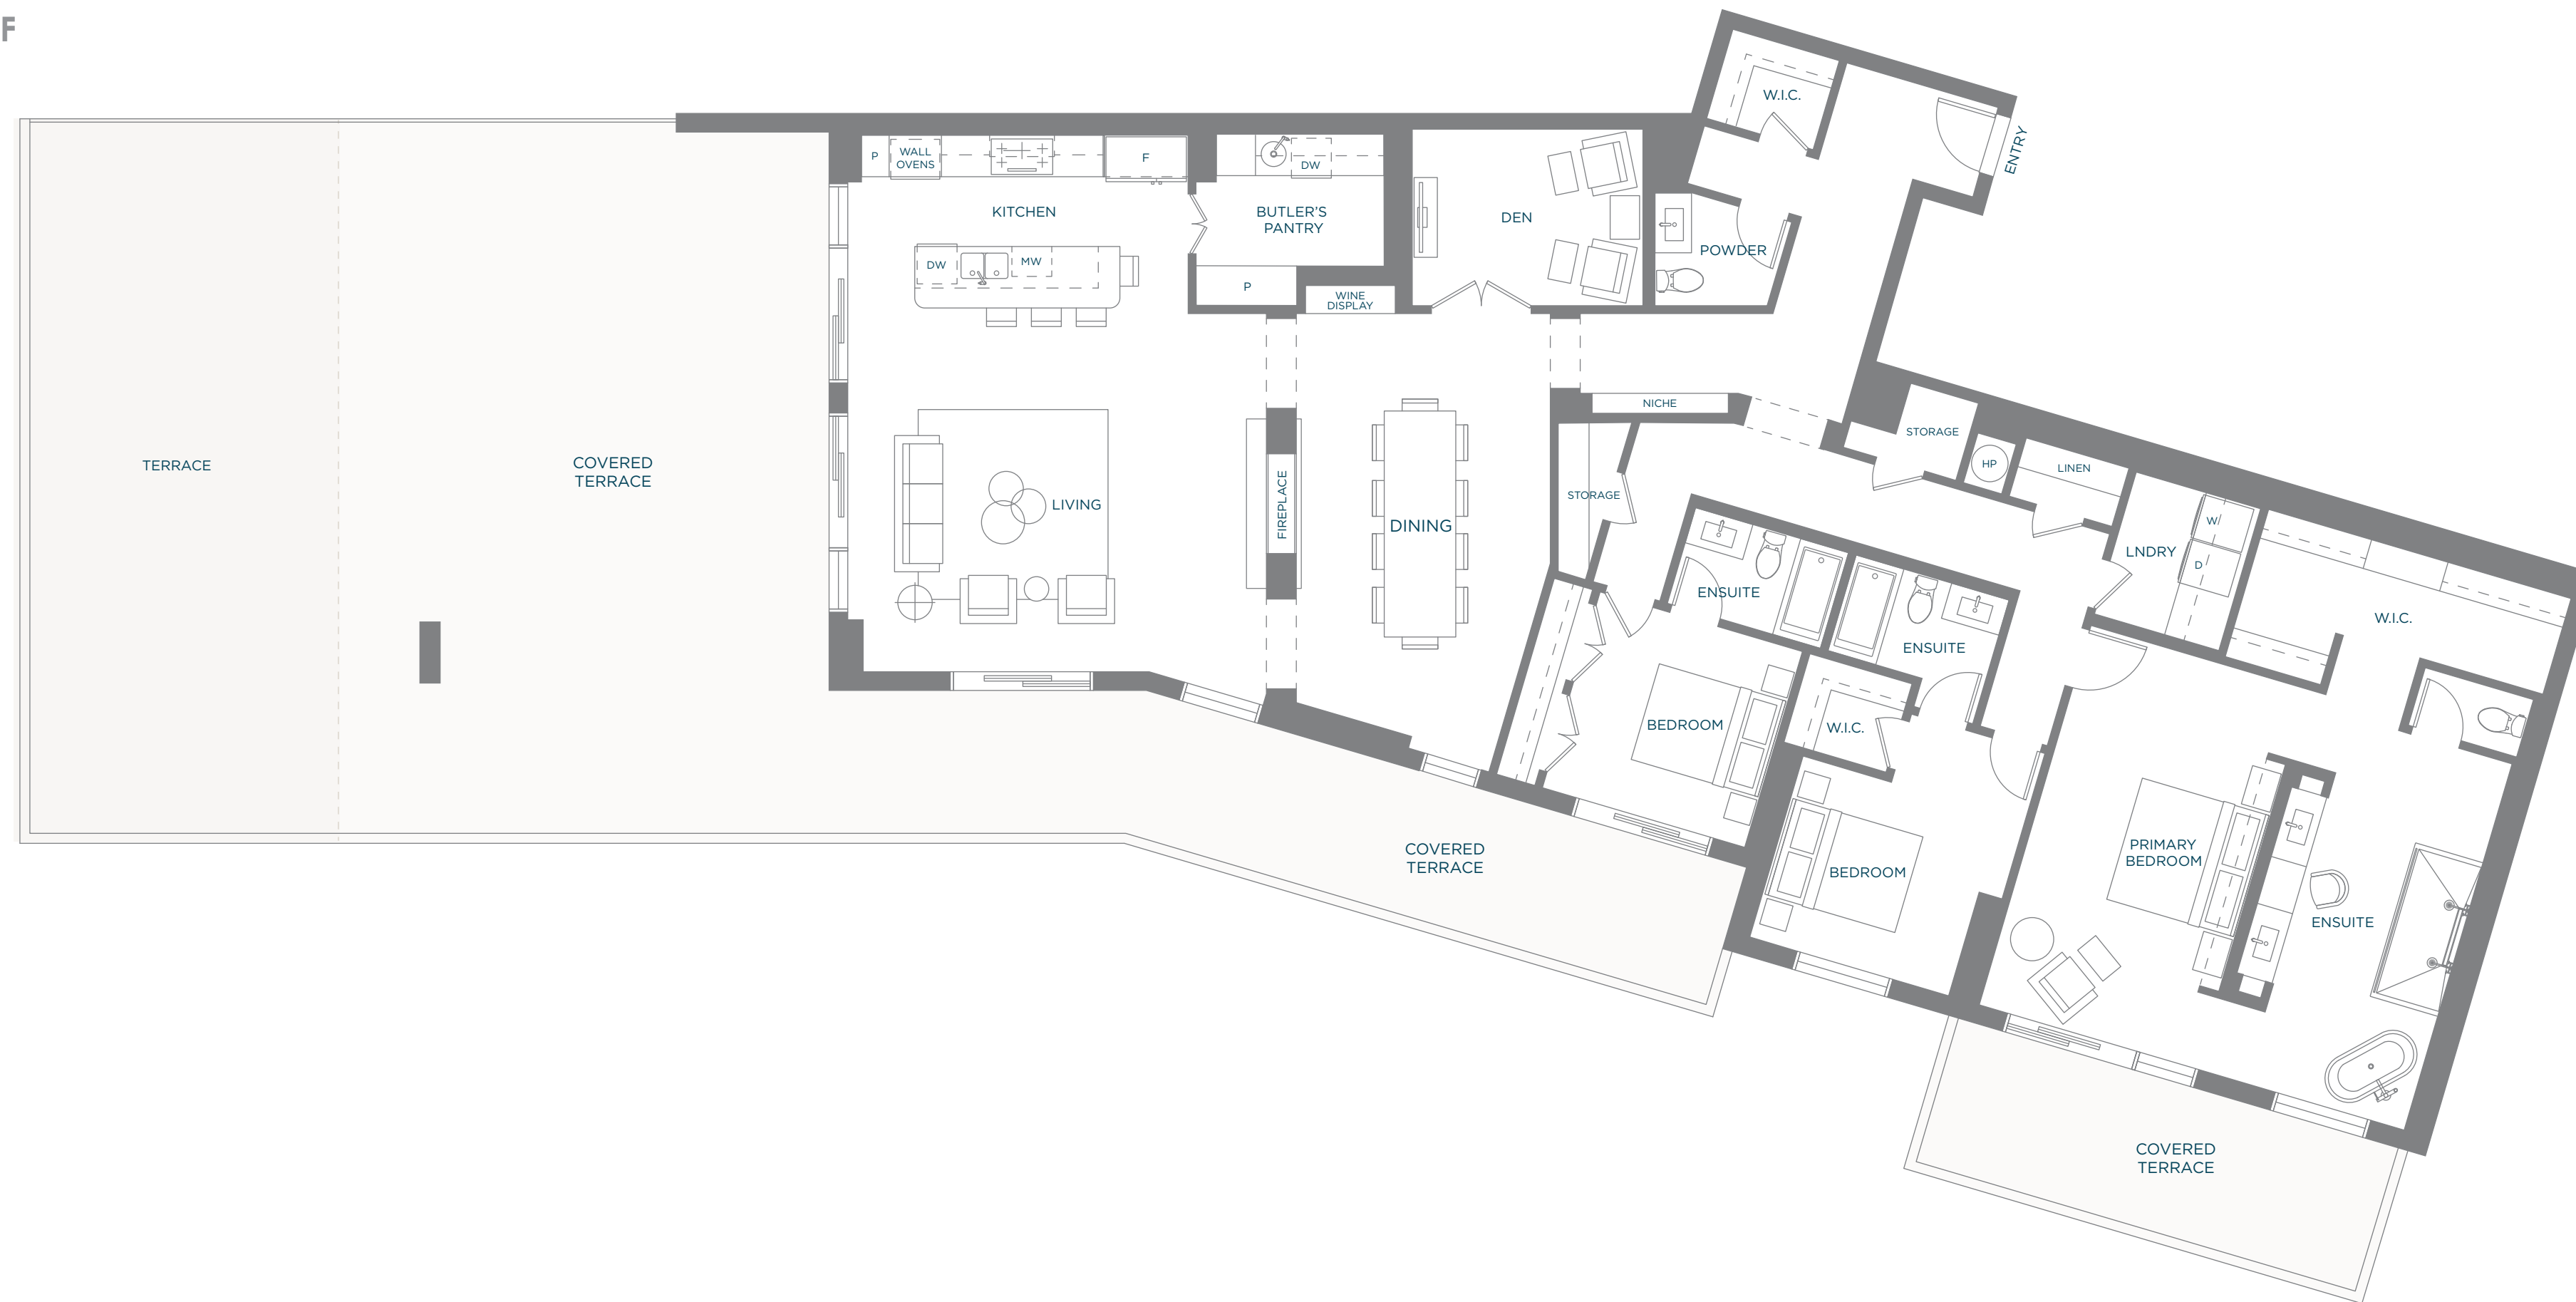 F
W.I.C.
ENTRY
P
WALL
OVENS
F
DW
KITCHEN
BUTLER'S
PANTRY
DEN
POWDER
DW
MW
P
WINE
DISPLAY
NICHE
STORAGE
HP
LINEN
TERRACE
COVERED
TERRACE
LIVING
FIREPLACE
DINING
STORAGE
W/
D
LNDRY
ENSUITE
ENSUITE
W.I.C.
BEDROOM
W.I.C.
PRIMARY
BEDROOM
BEDROOM
ENSUITE
COVERED
TERRACE
COVERED
TERRACE